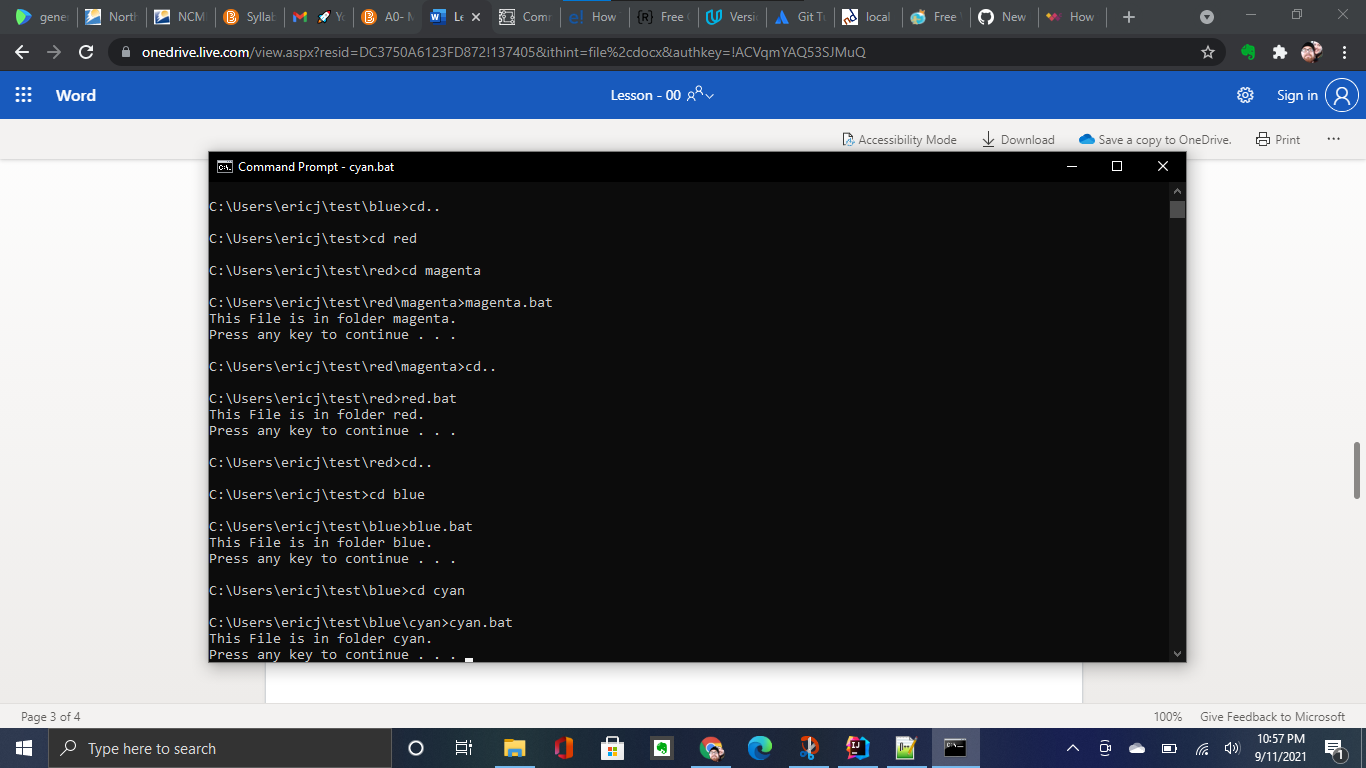 gene
North
NCM
Syllab
Yo
A0- M
Le
Comr
How
Free C
Versi
Git Tu
local
Free
New
How
onedrive.live.com/view.aspx?resid=DC3750A6123FD872!137405&ithint=file%2cdocx&authkey=!ACVqmYAQ53SJMuQ
Word
Lesson - 00
Sign in
Accessibility Mode
Download
Save a copy to OneDrive.
Print
Command Prompt - cyan.bat
C:\Users\ericj\test\blue>cd..
C:\Users\ericj\test>cd red
C:\Users\ericj\test\red>cd magenta
C:\Users\ericj\test\red\magenta>magenta.bat
This File is in folder magenta.
Press any key to continue . . .
C:\Users\ericj\test\red\magenta>cd..
C:\Users\ericj\test\red>red.bat
This File is in folder red.
Press any key to continue . . .
C:\Users\ericj\test\red>cd..
C:\Users\ericj\test>cd blue
C:\Users\ericj\test\blue>blue.bat
This File is in folder blue.
Press any key to continue . . .
C:\Users\ericj\test\blue>cd cyan
C:\Users\ericj\test\blue\cyan>cyan.bat
This File is in folder cyan.
Press any key to continue . . .
Page 3 of 4
100%
Give Feedback to Microsoft
Type here to search
10:57 PM
9/11/2021
1